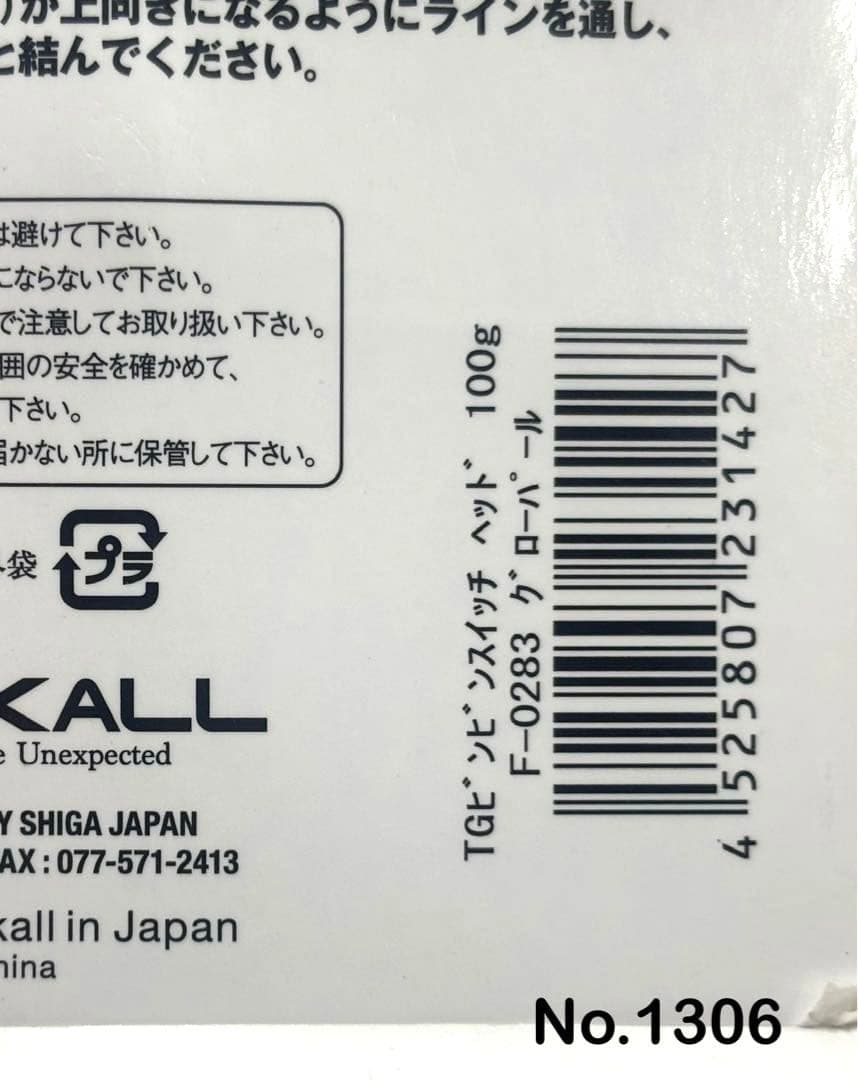 が上向きになるようにラインを通し、
と結んでください。
は避けて下さい。
にならないで下さい。
で注意してお取り扱い下さい。
囲の安全を確かめて、
下さい。
届かない所に保管して下さい。
袋
プラ
KALL
e Unexpected
Y SHIGA JAPAN
AX : 077-571-2413
kall in Japan
hina
TGﾋﾞﾝﾋﾞﾝｽｲｯﾁ ﾍｯﾄﾞ 100g
F-0283 ｸﾞﾛｰﾊﾟｰﾙ
4 525807 231427
No.1306